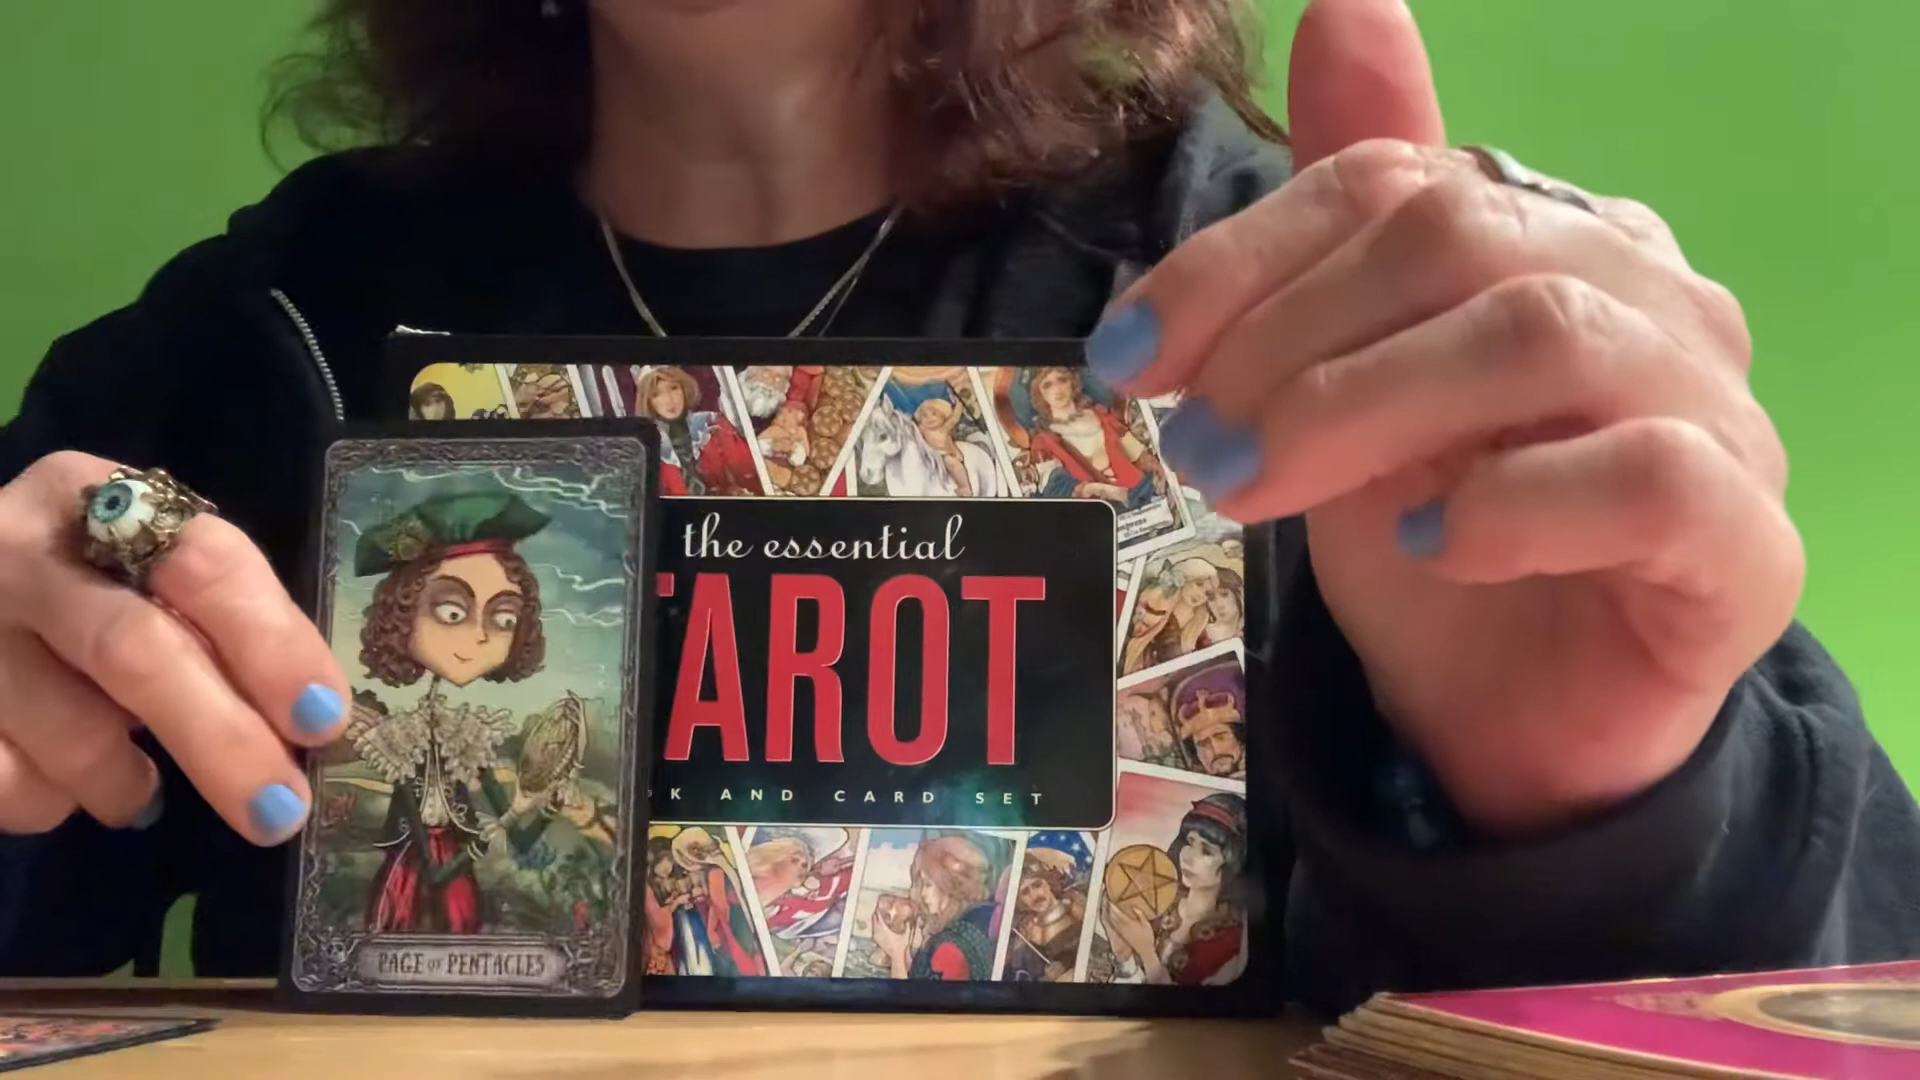 the essential
TAROT
K AND CARD SET
PAGE OF PENTACLES